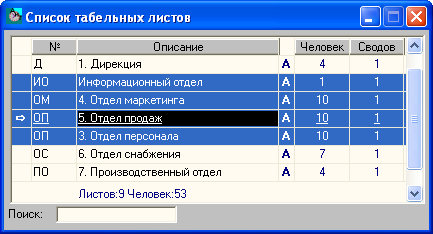 Список табельных листов
№ Описание Человек Сводов
Д 1. Дирекция А 4 1
ИО Информационный отдел А 1 1
ОМ 4. Отдел маркетинга А 10 1
ОП 5. Отдел продаж А 10 1
ОП 3. Отдел персонала А 10 1
ОС 6. Отдел снабжения А 7 1
ПО 7. Производственный отдел А 4 1
Листов:9 Человек:53
Поиск: